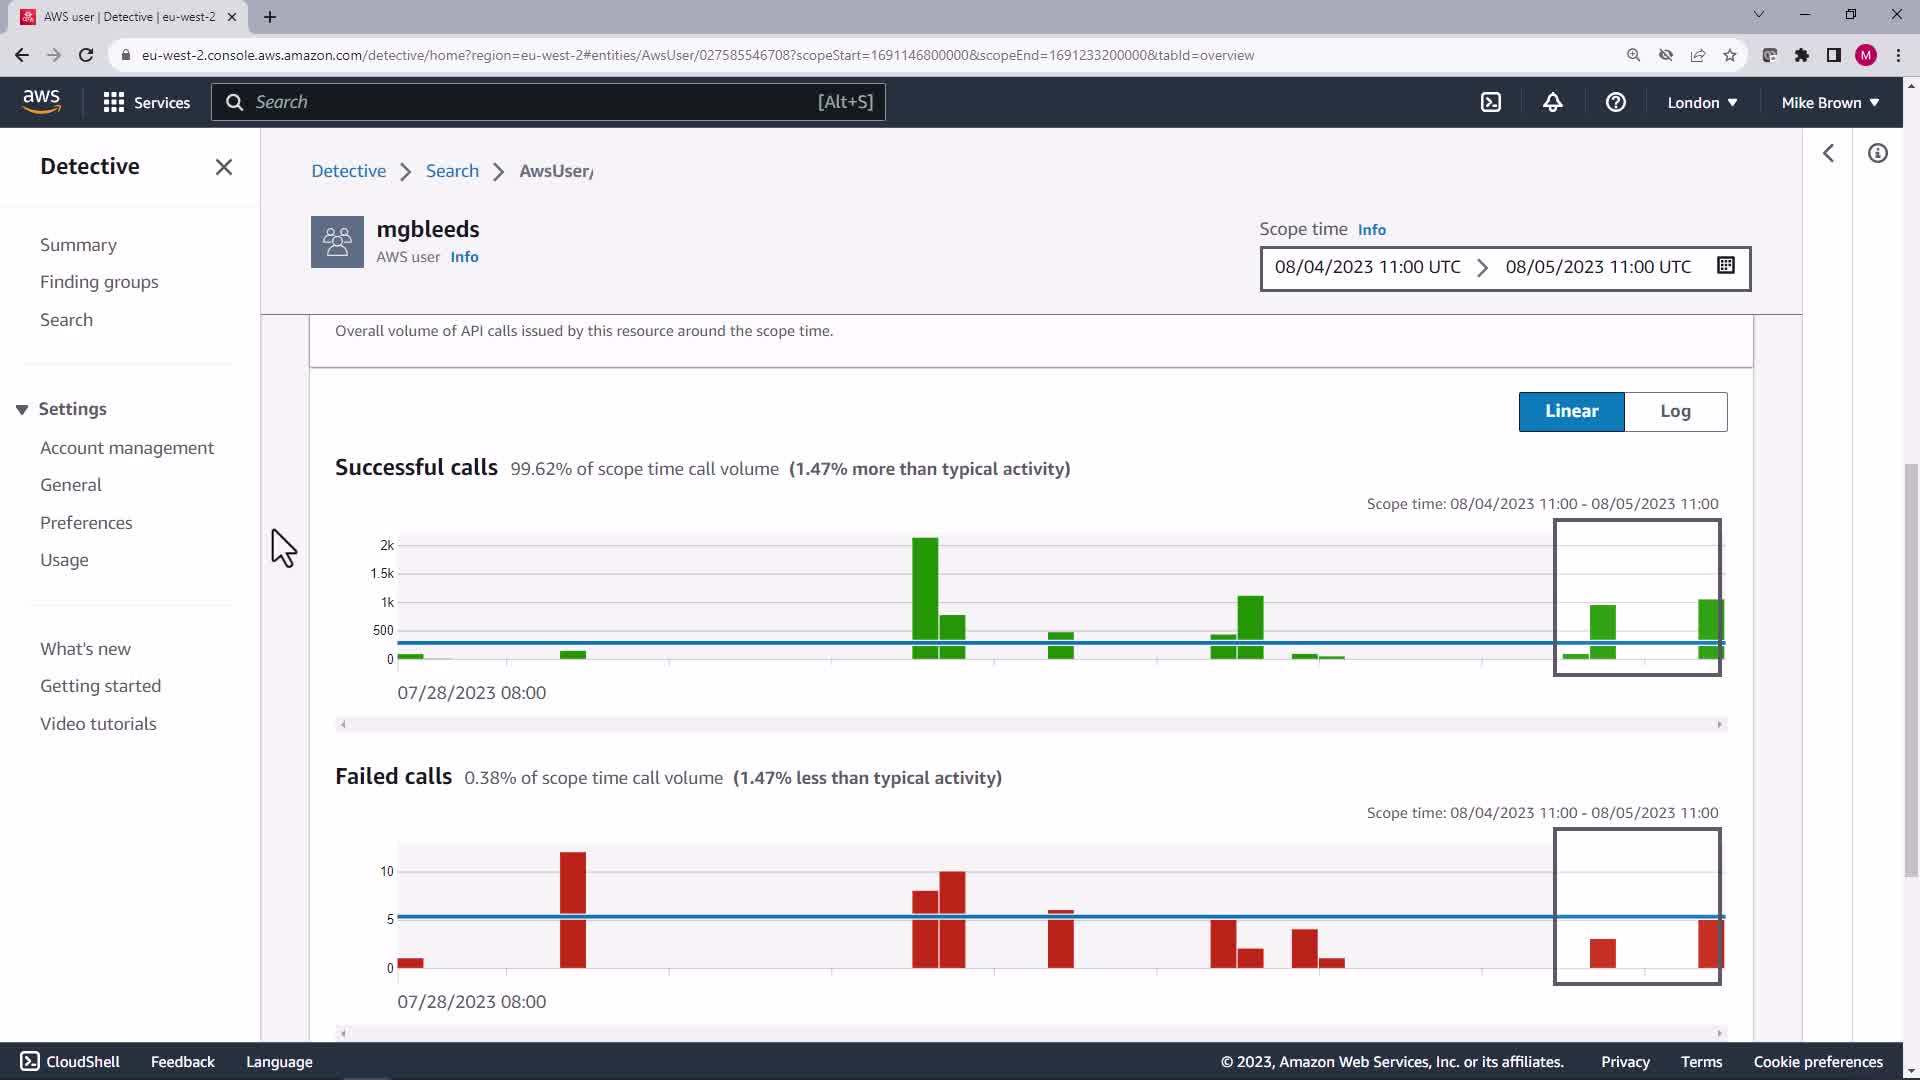 AWS user | Detective | eu-west-2
eu-west-2.console.aws.amazon.com/detective/home?region=eu-west-2#entities/AwsUser/027585546708?scopeStart=1691146800000&scopeEnd=1691233200000&tabId=overview
M
aws
Services
Search
[Alt+S]
London
Mike Brown
Detective
Summary
Finding groups
Search
Settings
Account management
General
Preferences
Usage
What's new
Getting started
Video tutorials
Detective
Search
AwsUser/
mgbleeds
AWS user Info
Scope time Info
08/04/2023 11:00 UTC
08/05/2023 11:00 UTC
Overall volume of API calls issued by this resource around the scope time.
Linear
Log
Successful calls 99.62% of scope time call volume (1.47% more than typical activity)
Scope time: 08/04/2023 11:00 - 08/05/2023 11:00
2k
1.5k
1k
500
0
07/28/2023 08:00
Failed calls 0.38% of scope time call volume (1.47% less than typical activity)
Scope time: 08/04/2023 11:00 - 08/05/2023 11:00
10
5
0
07/28/2023 08:00
CloudShell
Feedback
Language
© 2023, Amazon Web Services, Inc. or its affiliates.
Privacy
Terms
Cookie preferences